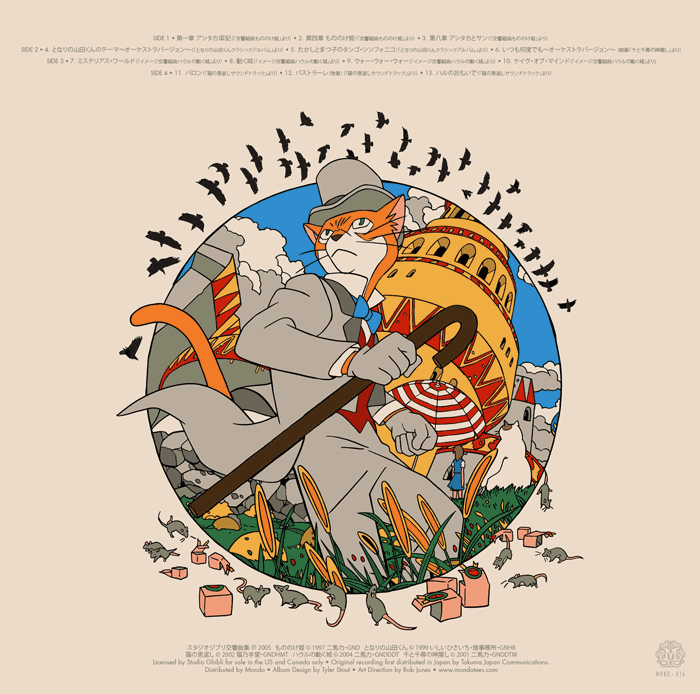 SIDE 1 • 第一章 アシタカ𦻙記(「交響組曲もののけ姫」より) • 2. 第四章 もののけ姫(「交響組曲もののけ姫」より) • 3. 第八章 アシタカとサン(「交響組曲もののけ姫」より)
SIDE 2 • 4. となりの山田くんのテーマ〜オーケストラバージョン〜(「となりの山田くんクラシックアルバム」より) • 5. たかしとまつ子のタンゴ・シンフォニコ(「となりの山田くんクラシックアルバム」より) • 6. いつも何度でも〜オーケストラバージョン〜 (映画「千と千尋の神隠し」より)
SIDE 3 • 7. ミステリアス・ワールド(「イメージ交響組曲ハウルの動く城」より) • 8. 動く城(「イメージ交響組曲ハウルの動く城」より) • 9. ウォー・ウォー・ウォー(「イメージ交響組曲ハウルの動く城」より) • 10. ケイヴ・オブ・マインド(「イメージ交響組曲ハウルの動く城」より)
SIDE 4 • 11. バロン(「猫の恩返しサウンドトラック」より) • 12. パストラーレ(牧歌)(「猫の恩返しサウンドトラック」より) • 13. ハルのおもいで(「猫の恩返しサウンドトラック」より)
スタジオジブリ交響曲集 ℗ 2005 もののけ姫 © 1997 二馬力・GND となりの山田くん © 1999 いしいひさいち・畑事務所・GNHB
猫の恩返し © 2002 猫乃手堂・GNDHMT ハウルの動く城 © 2004 二馬力・GNDDDT 千と千尋の神隠し © 2001 二馬力・GNDDTM
Licensed by Studio Ghibli for sale in the US and Canada only • Original recording first distributed in Japan by Tokuma Japan Communications.
Distributed by Mondo • Album Design by Tyler Stout • Art Direction by Rob Jones • www.mondotees.com
MONDO • 016